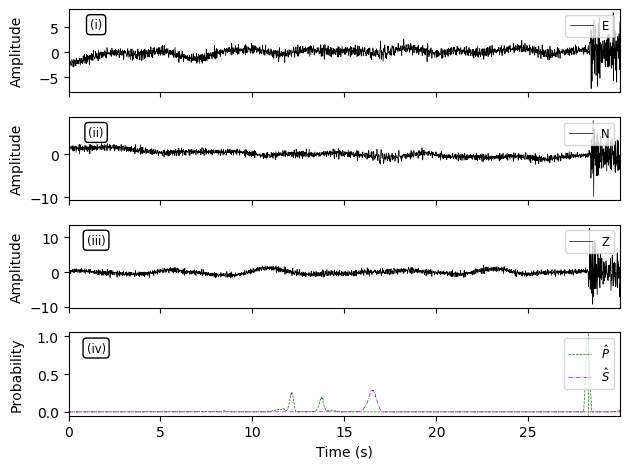 (i)
E
Amplitude
5
0
−5
(ii)
N
Amplitude
0
−10
(iii)
Z
Amplitude
10
0
−10
(iv)
P̂
Ŝ
Probability
1.0
0.5
0.0
0 5 10 15 20 25
Time (s)